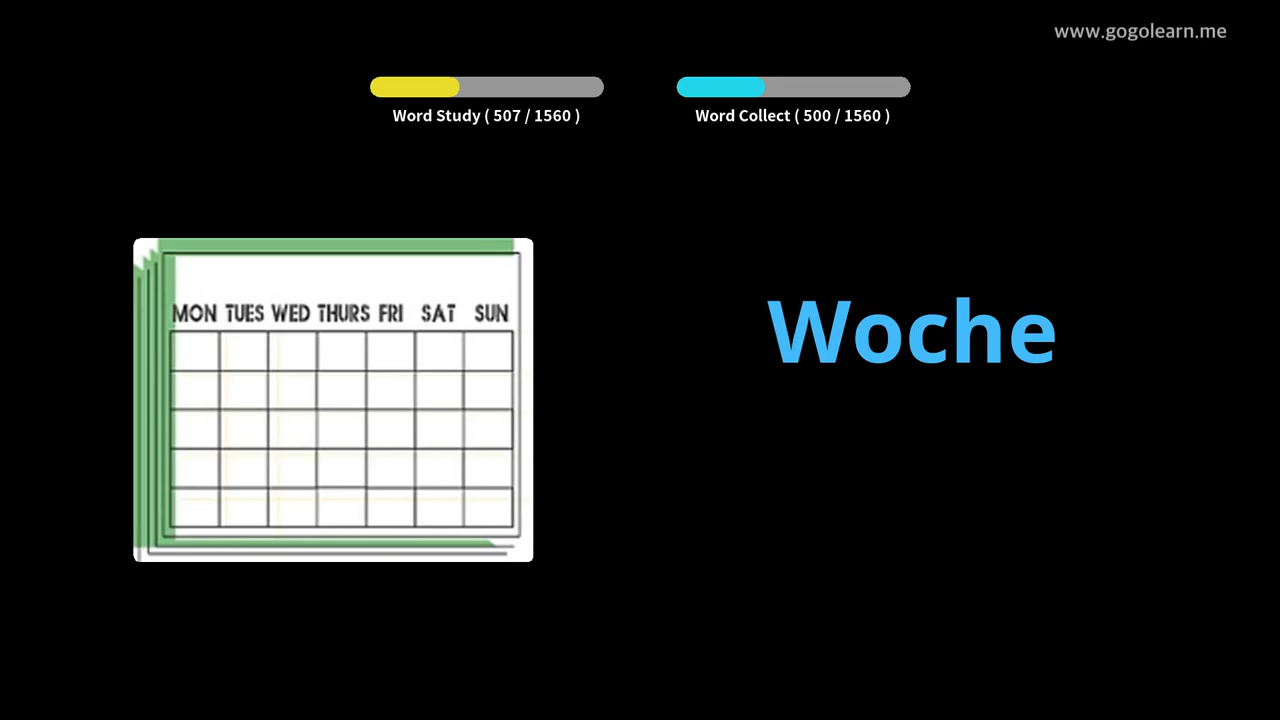 www.gogolearn.me
Word Study ( 507 / 1560 )
Word Collect ( 500 / 1560 )
MON TUES WED THURS FRI SAT SUN
Woche